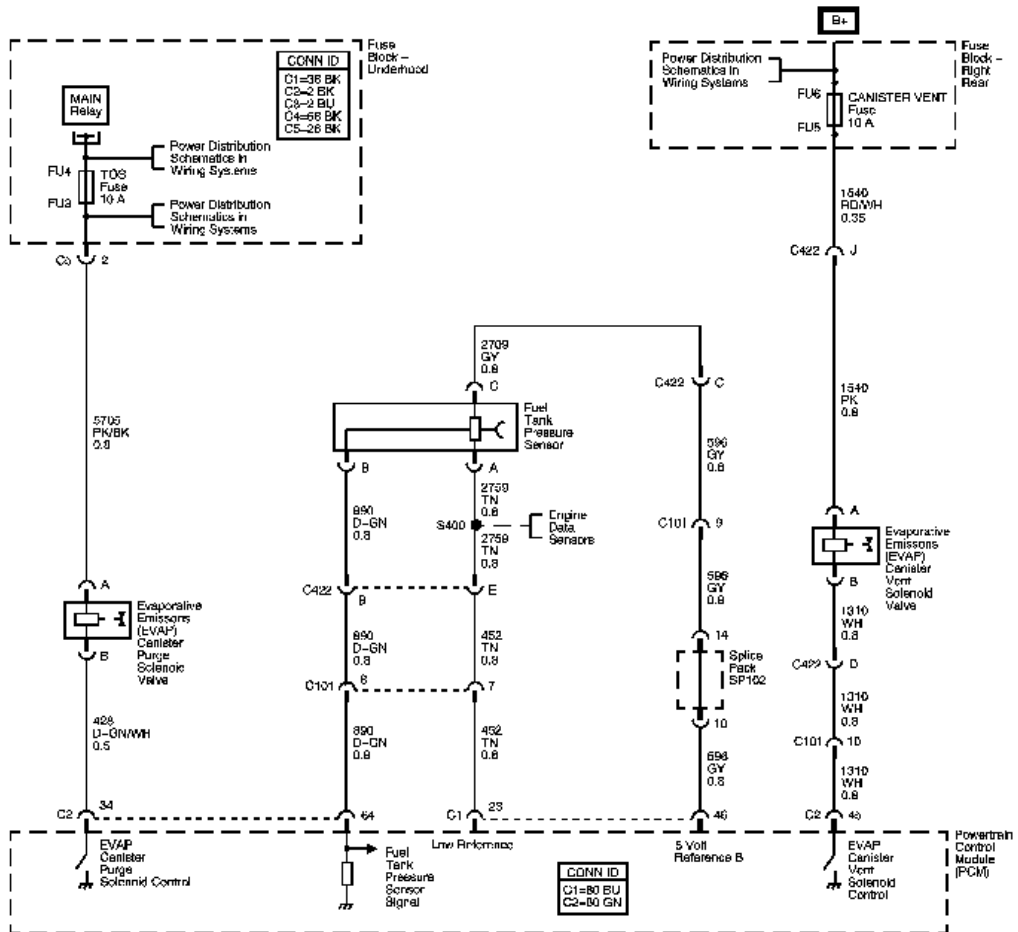 B+
Fuse
Block –
Underhood
CONN ID
C1=36 BK
C2=2 BK
C3=2 BU
C4=56 BK
C5=26 BK
MAIN
Relay
Power Distribution
Schematics in
Wiring Systems
FU4
TOS
Fuse
10 A
FU3
Power Distribution
Schematics in
Wiring Systems
2
Power Distribution
Schematics in
Wiring Systems
Fuse
Block –
Right
Rear
FU6
CANISTER VENT
Fuse
10 A
FU5
1540
RD/WH
0.35
C422
J
2709
GY
0.8
C
C422
C
1540
PK
0.8
5705
PK/BK
0.8
Fuel
Tank
Pressure
Sensor
B
A
596
GY
0.8
2759
TN
0.8
890
D-GN
0.8
S400
Engine
Data
Sensors
C101
9
2759
TN
0.8
A
Evaporative
Emissons
(EVAP)
Canister
Vent
Solenoid
Valve
B
A
Evaporative
Emissons
(EVAP)
Canister
Purge
Solenoid
Valve
B
C422
B
E
596
GY
0.8
1310
WH
0.8
890
D-GN
0.8
452
TN
0.8
14
Splice
Pack
SP102
10
C422
D
C101
6
7
1310
WH
0.8
428
D-GN/WH
0.5
890
D-GN
0.8
452
TN
0.8
C101
10
596
GY
0.8
1310
WH
0.8
C2
34
64
C1
23
46
C2
45
EVAP
Canister
Purge
Solenoid Control
Fuel
Tank
Pressure
Sensor
Signal
Low Reference
5 Volt
Reference B
EVAP
Canister
Vent
Solenoid
Control
Powertrain
Control
Module
(PCM)
CONN ID
C1=80 BU
C2=80 GN